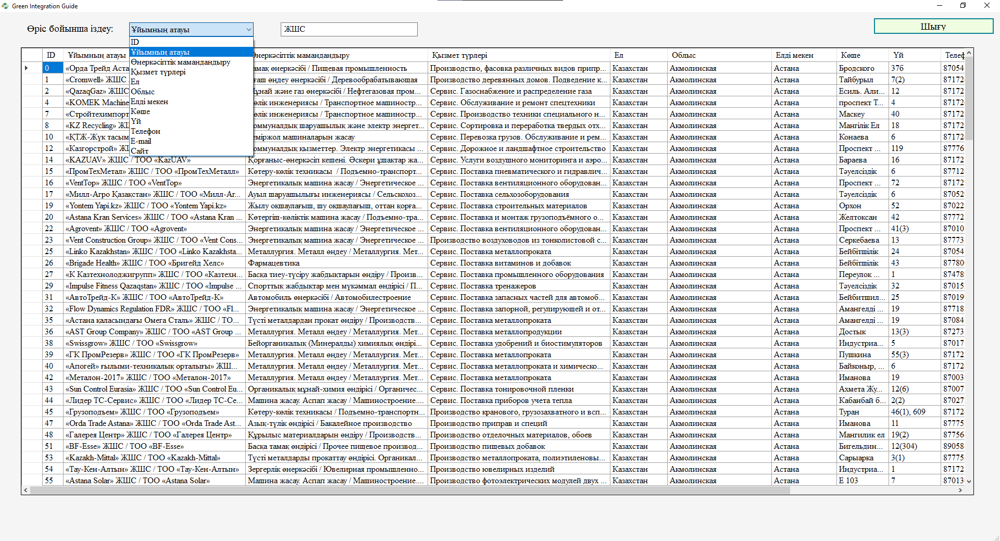 Green Integration Guide
Өріс бойынша іздеу: Ұйымның атауы ЖШС Шығу
ID
Ұйымның атауы
Өнеркәсіптік мамандандыру
Қызмет түрлері
Ел
Облыс
Елді мекен
Көше
Үй
Телефон
E-mail
Сайт
ID Ұйымның атауы Өнеркәсіптік мамандандыру Қызмет түрлері Ел Облыс Елді мекен Көше Үй Телеф
0 «Орда Трейд Аста амақ өнеркәсібі / Пищевая промышленность Производство, фасовка различных видов припр... Казахстан Акмолинская Астана Бродского 37б 87054
1 «Cromwell» ЖШС ғаш өңдеу өнеркәсібі / Деревообрабатывающая Производство деревянных домов. Подведение к... Казахстан Акмолинская Астана Тайбурыл 7(2) 87172
2 «QazaqGaz» ЖШС ұнай және газ өнеркәсібі / Нефтегазовая пром... Сервис. Газоснабжение и распределение газа Казахстан Акмолинская Астана Есиль. Али... 12 87172
4 «KOMEK Machine өлік инженериясы / Транспортное машиностр... Сервис. Обслуживание и ремонт спецтехники Казахстан Акмолинская Астана проспект Т... 4 87172
7 «Стройтехимпорт өлік инженериясы / Транспортное машиностр... Сервис. Производство техники специального н... Казахстан Акмолинская Астана Маскеу 40 87172
8 «KZ Recycling» ЖШ оммуналдық шаруашылық және электр энергет... Сервис. Сортировка и переработка твердых отх... Казахстан Акмолинская Астана Мангілік Ел 18 87172
10 «ҚТЖ-Жүк тасым еміржол машиналарын жасау Сервис. Перевозка грузов. Обслуживание и рем... Казахстан Акмолинская Астана Конаева 6 87172
12 «Казгорстрой» ЖШ оммуналдық қызметтер. Электр энергетикасы ... Сервис. Дорожное и ландшафтное строительство Казахстан Акмолинская Астана Проспект ... 119 87776
14 «KAZUAV» ЖШС / ТОО «KazUAV» Қорғаныс-өнеркәсіп кешені. Әскери ұшақтар жа... Сервис. Услуги воздушного мониторинга и аэро... Казахстан Акмолинская Астана Бараева 16 87172
15 «ПромТехМетал» ЖШС / ТОО «ПромТехМеталл» Көтеру-көлік техникасы / Подъемно-транспорт... Сервис. Поставка пневматического и гидравлич... Казахстан Акмолинская Астана Тәуелсіздік 6 87712
16 «VentTop» ЖШС / ТОО «VentTop» Энергетикалық машина жасау / Энергетическое ... Сервис. Поставка вентиляционного оборудован... Казахстан Акмолинская Астана Проспект ... 72 87172
17 «Милл-Агро Қазақстан» ЖШС / ТОО «Милл-Аг... Ауыл шаруашылығы инженериясы / Сельскохоз... Сервис. Поставка сельхозоборудования Казахстан Акмолинская Астана Тәуелсіздік 6 87052
19 «Yontem Yapi.kz» ЖШС / ТОО «Yontem Yapi.kz» Жылу оқшаулағыш, шу оқшаулағыш, оттан қорға... Сервис. Поставка строительных материалов Казахстан Акмолинская Астана Орхон 52 87022
20 «Astana Kran Services» ЖШС / ТОО «Astana Kran ... Көтергіш-көліктік машина жасау / Подъемно-тра... Сервис. Поставка и монтаж грузоподъёмного о... Казахстан Акмолинская Астана Желтоксан 42 87772
22 «Agrovent» ЖШС / ТОО «Agrovent» Энергетикалық машина жасау / Энергетическое ... Сервис. Поставка вентиляционного оборудован... Казахстан Акмолинская Астана Проспект ... 41(3) 87010
23 «Vent Construction Group» ЖШС / ТОО «Vent Cons... Энергетикалық машина жасау / Энергетическое ... Производство воздуховодов из тонколистовой с... Казахстан Акмолинская Астана Серкебаева 13 87773
25 «Linko Kazakhstan» ЖШС / ТОО «Linko Kazakhsta... Металлургия. Металл өңдеу / Металлургия. Мет... Сервис. Поставка металлопроката Казахстан Акмолинская Астана Бейбітшілік 24 87054
26 «Brigade Health» ЖШС / ТОО «Бригейд Хелс» Фармацевтика Сервис. Поставка витаминов и добавок Казахстан Акмолинская Астана Бейбітшілік 43 87780
27 «К Казтехнолоджигрупп» ЖШС / ТОО «Казтехн... Басқа тиеу-түсіру жабдықтарын өндіру / Произв... Сервис. Поставка промышленного оборудования Казахстан Акмолинская Астана Переулок ... 1 87478
29 «Impulse Fitness Qazaqstan» ЖШС / ТОО «Impulse ... Спорттық жабдықтар мен мүкәммал өндірісі / П... Сервис. Поставка тренажеров Казахстан Акмолинская Астана Тәуелсіздік 32 87015
31 «АвтоТрейд-К» ЖШС / ТОО «АвтоТрейд-К» Автомобиль өнеркәсібі / Автомобилестроение Сервис. Поставка запасных частей для автомоб... Казахстан Акмолинская Астана Бейбитшил... 25 87019
32 «Flow Dynamics Regulation FDR» ЖШС / ТОО «Fl... Энергетикалық машина жасау / Энергетическое ... Сервис. Поставка запорной, регулирующей и от... Казахстан Акмолинская Астана Амангелді ... 19 87718
35 «Астана қаласындағы Омега Сталь» ЖШС / ТО... Түсті металдардан прокат өндіру / Производств... Сервис. Поставка металлопроката Казахстан Акмолинская Астана Амангелді ... 19 87084
36 «AST Group Company» ЖШС / ТОО «AST Group ... Металлургия. Металл өңдеу / Металлургия. Мет... Сервис. Поставка металлопродукции Казахстан Акмолинская Астана Достык 13(3) 87273
38 «Swissgrow» ЖШС / ТОО «Swissgrow» Бейорганикалық (Минералды) химиялық өндірі... Сервис. Поставка удобрений и биостимуляторов Казахстан Акмолинская Астана Индустриа... 5 87017
39 «ГК ПромРезерв» ЖШС / ТОО «ГК ПромРезерв» Металлургия. Металл өңдеу / Металлургия. Мет... Сервис. Поставка металлопроката Казахстан Акмолинская Астана Пушкина 55(3) 87172
40 «Апогей» ғылыми-техникалық орталығы» ЖШ... Металлургия. Металл өңдеу / Металлургия. Мет... Сервис. Поставка металлопроката и химическо... Казахстан Акмолинская Астана Байконыр, ... 6 87172
42 «Металон-2017» ЖШС / ТОО «Металон-2017» Металлургия. Металл өңдеу / Металлургия. Мет... Сервис. Поставка металлопроката Казахстан Акмолинская Астана Иманова 19 87003
43 «Sun Control Eurasia» ЖШС / ТОО «Sun Control Eu... Органикалық мұнай-химия өндірісі / Органичес... Сервис. Поставка тонировочной пленки Казахстан Акмолинская Астана Ахмета Жу... 12(6) 87007
44 «Лидер ТС-Сервис» ЖШС / ТОО «Лидер ТС-Се... Машина жасау. Аспап жасау / Машиностроение.... Сервис. Поставка приборов учета тепла Казахстан Акмолинская Астана Кабанбай б... 2(2) 87027
45 «Грузоподъем» ЖШС / ТОО «Грузоподъем» Көтеру-көлік техникасы / Подъемно-транспортн... Производство кранового, грузозахватного и всп... Казахстан Акмолинская Астана Туран 46(1), 609 87172
47 «Orda Trade Astana» ЖШС / ТОО «Orda Trade Ast... Азық-түлік өндірісі / Бакалейное производство Производство приправ и специй Казахстан Акмолинская Астана Иманова 11 87775
48 «Галерея Центр» ЖШС / ТОО «Галерея Центр» Құрылыс материалдарын өндіру / Производств... Производство отделочных материалов, обоев Казахстан Акмолинская Астана Мангилик ел 19(2) 87756
51 «BF-Esse» ЖШС / ТОО «BF-Esse» Басқа тамақ өндірісі / Прочее пищевое производ... Производство пищевых добавок Казахстан Акмолинская Астана Бигельдин... 12(304) 89058
53 «Kazakh-Mittal» ЖШС / ТОО «Kazakh-Mittal» Түсті металдарды прокаттау өндірісі. Органикал... Производство металлопроката, полиэтиленовы... Казахстан Акмолинская Астана Сарыарка 3(1) 87775
54 «Тау-Кен-Алтын» ЖШС / ТОО «Тау-Кен-Алтын» Зергерлік өнеркәсібі / Ювелирная промышленно... Производство ювелирных изделий Казахстан Акмолинская Астана Индустриа... 1 87172
55 «Astana Solar» ЖШС / ТОО «Astana Solar» Машина жасау. Аспап жасау / Машиностроение.... Производство фотоэлектрических модулей двух ... Казахстан Акмолинская Астана Е 103 7 87013